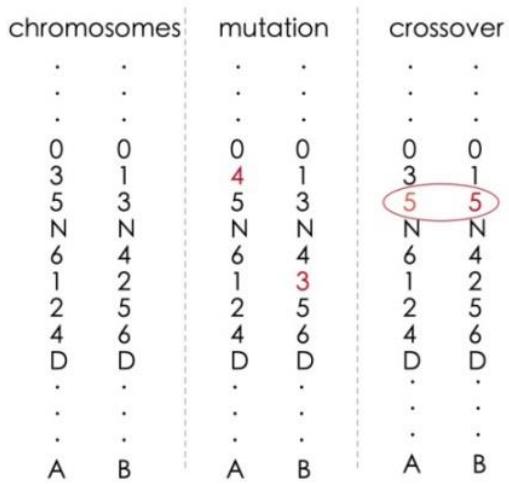 chromosomes mutation crossover
. . . . . .
. . . . . .
. . . . . .
0 0 0 0 0 0
3 1 4 1 3 1
5 3 5 3 5 5
N N N N N N
6 4 6 4 6 4
1 2 1 3 1 2
2 5 2 5 2 5
4 6 4 6 4 6
D D D D D D
. . . . . .
. . . . . .
. . . . . .
A B A B A B